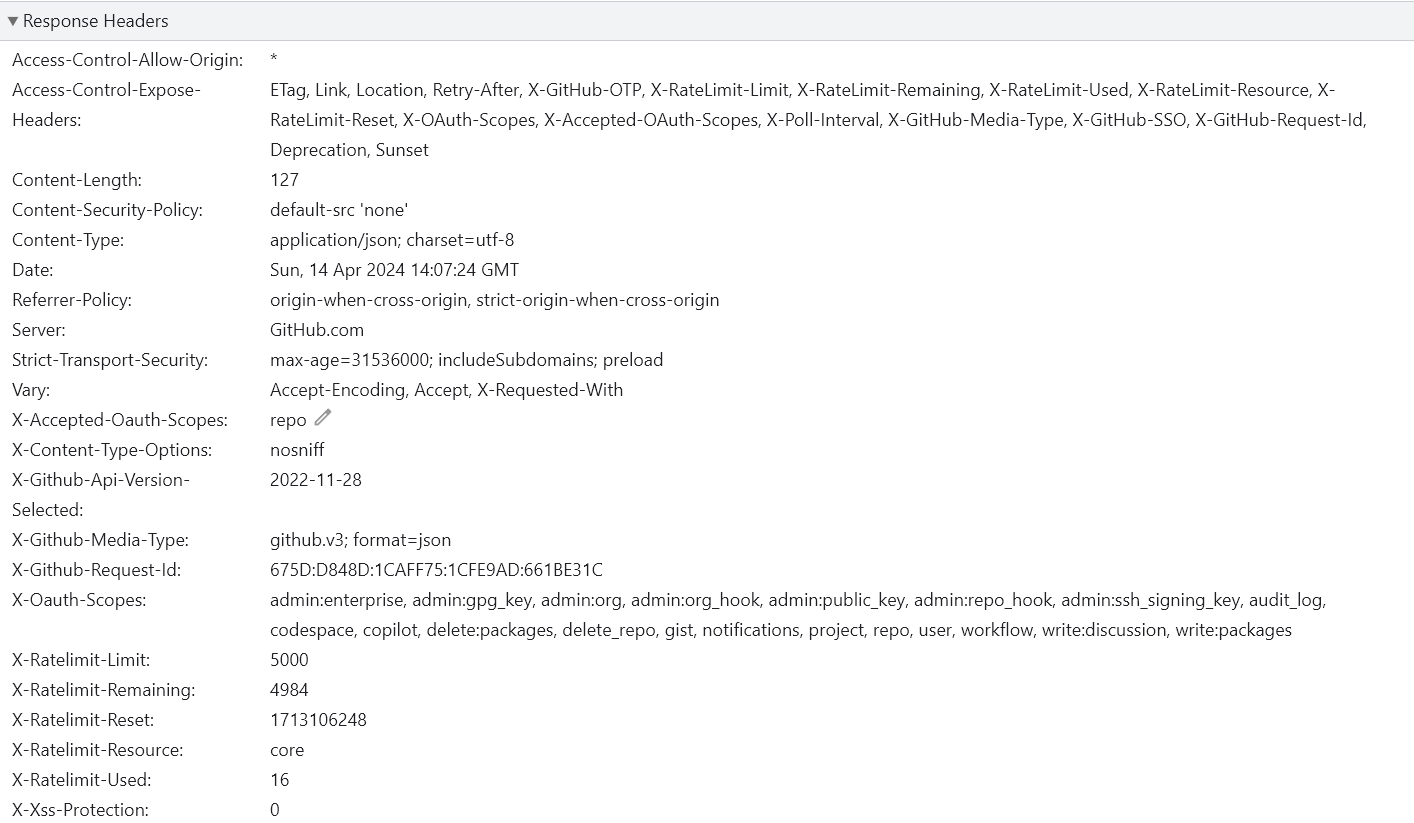 Response Headers
Access-Control-Allow-Origin: *
Access-Control-Expose- ETag, Link, Location, Retry-After, X-GitHub-OTP, X-RateLimit-Limit, X-RateLimit-Remaining, X-RateLimit-Used, X-RateLimit-Resource, X-
Headers: RateLimit-Reset, X-OAuth-Scopes, X-Accepted-OAuth-Scopes, X-Poll-Interval, X-GitHub-Media-Type, X-GitHub-SSO, X-GitHub-Request-Id,
Deprecation, Sunset
Content-Length: 127
Content-Security-Policy: default-src 'none'
Content-Type: application/json; charset=utf-8
Date: Sun, 14 Apr 2024 14:07:24 GMT
Referrer-Policy: origin-when-cross-origin, strict-origin-when-cross-origin
Server: GitHub.com
Strict-Transport-Security: max-age=31536000; includeSubdomains; preload
Vary: Accept-Encoding, Accept, X-Requested-With
X-Accepted-Oauth-Scopes: repo
X-Content-Type-Options: nosniff
X-Github-Api-Version- 2022-11-28
Selected:
X-Github-Media-Type: github.v3; format=json
X-Github-Request-Id: 675D:D848D:1CAFF75:1CFE9AD:661BE31C
X-Oauth-Scopes: admin:enterprise, admin:gpg_key, admin:org, admin:org_hook, admin:public_key, admin:repo_hook, admin:ssh_signing_key, audit_log,
codespace, copilot, delete:packages, delete_repo, gist, notifications, project, repo, user, workflow, write:discussion, write:packages
X-Ratelimit-Limit: 5000
X-Ratelimit-Remaining: 4984
X-Ratelimit-Reset: 1713106248
X-Ratelimit-Resource: core
X-Ratelimit-Used: 16
X-Xss-Protection: 0